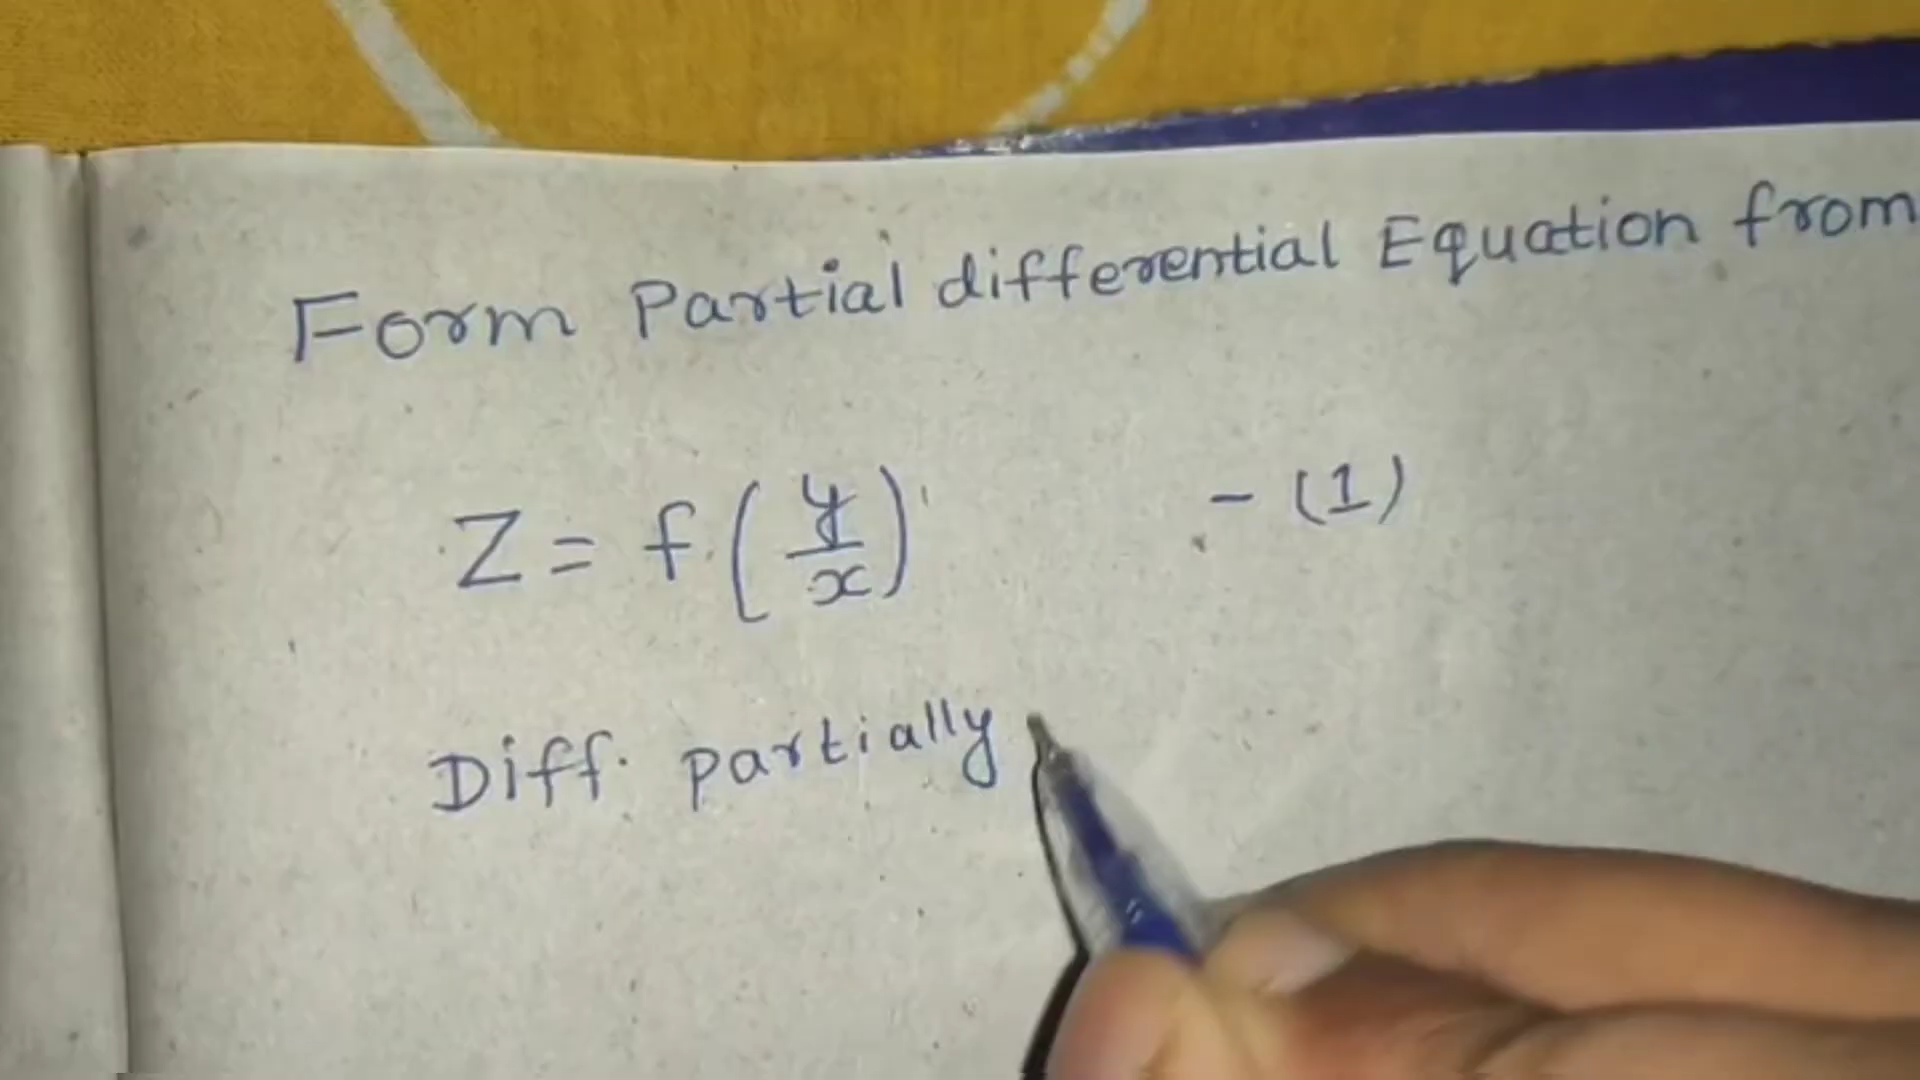 Form Partial differential Equation from
Z = f(y/x) - (1)
Diff. partially